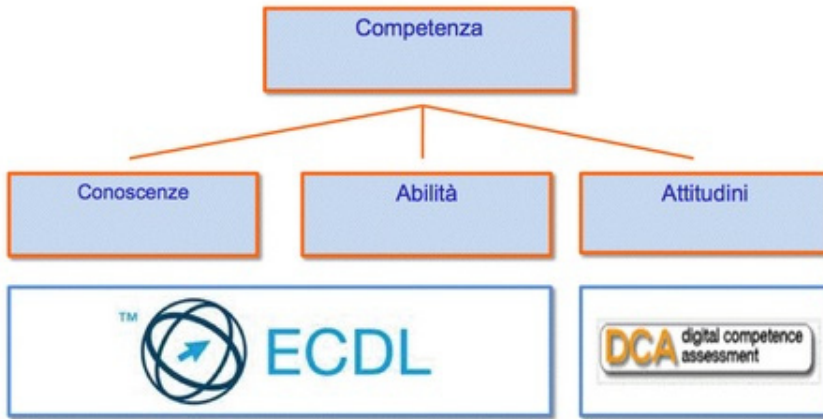 Competenza
Conoscenze
Abilità
Attitudini
TM
ECDL
DCA digital competence
assessment